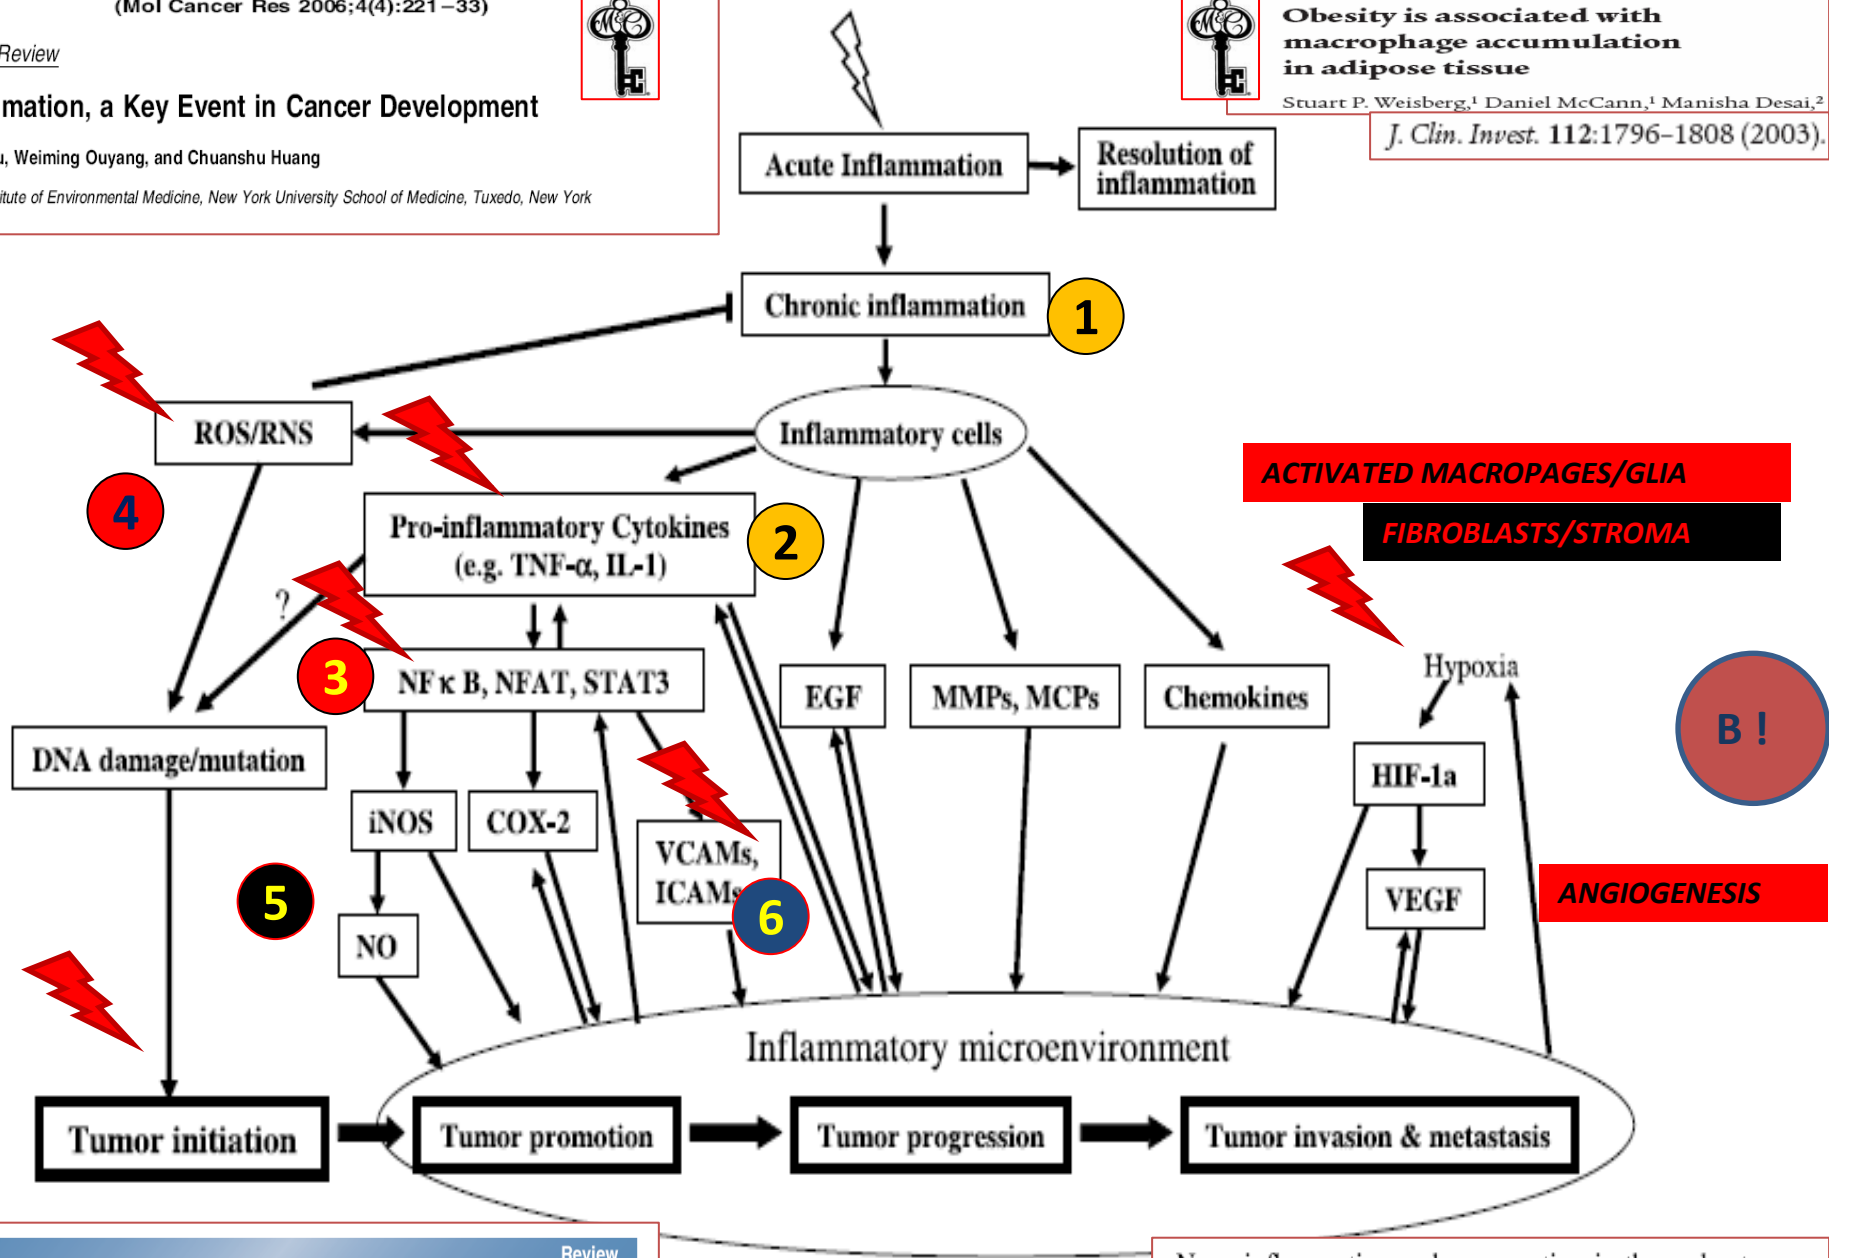 (Mol Cancer Res 2006;4(4):221–33)
Review
mation, a Key Event in Cancer Development
u, Weiming Ouyang, and Chuanshu Huang
itute of Environmental Medicine, New York University School of Medicine, Tuxedo, New York
Obesity is associated with
macrophage accumulation
in adipose tissue
Stuart P. Weisberg,¹ Daniel McCann,¹ Manisha Desai,²
J. Clin. Invest. 112:1796–1808 (2003).
Acute Inflammation
Resolution of
inflammation
Chronic inflammation
1
ROS/RNS
Inflammatory cells
4
Pro-inflammatory Cytokines
(e.g. TNF-α, IL-1)
2
ACTIVATED MACROPAGES/GLIA
FIBROBLASTS/STROMA
?
3
NFκB, NFAT, STAT3
EGF
MMPs, MCPs
Chemokines
Hypoxia
B !
DNA damage/mutation
HIF-1a
iNOS
COX-2
VCAMs,
ICAMs
VEGF
ANGIOGENESIS
5
6
NO
Inflammatory microenvironment
Tumor initiation
Tumor promotion
Tumor progression
Tumor invasion & metastasis
Review